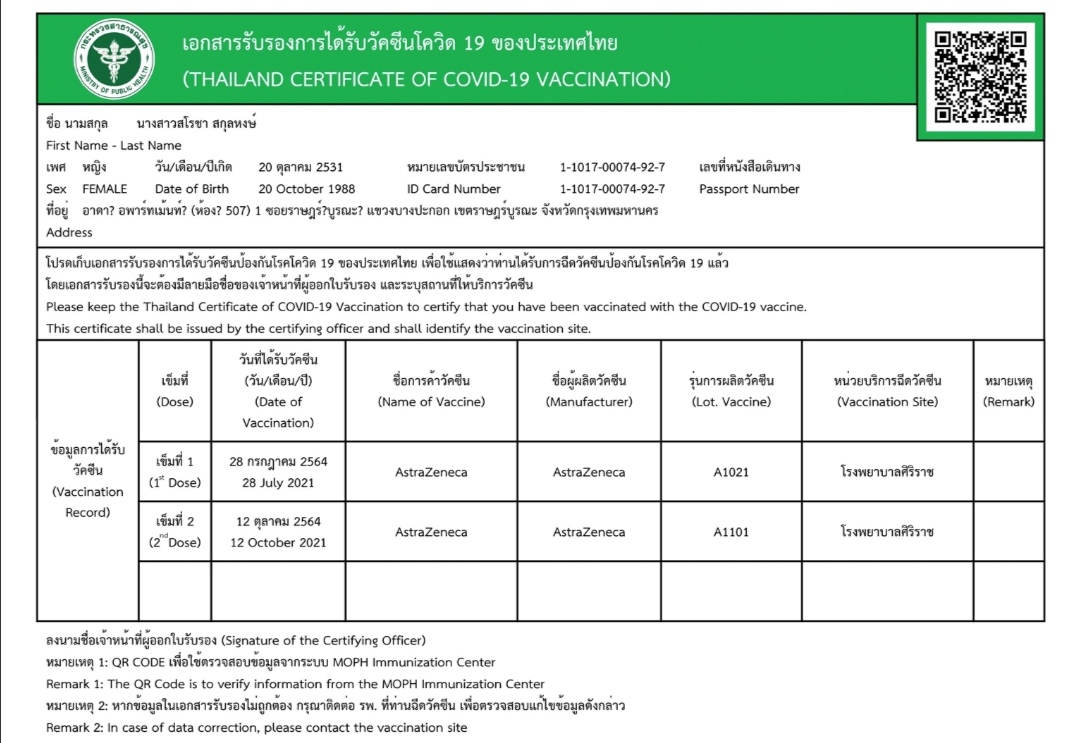 กระทรวงสาธารณสุข
MINISTRY OF PUBLIC HEALTH
เอกสารรับรองการได้รับวัคซีนโควิด 19 ของประเทศไทย
(THAILAND CERTIFICATE OF COVID-19 VACCINATION)
ชื่อ นามสกุล นางสาวสโรชา สกุลหงษ์
First Name - Last Name
เพศ หญิง วัน/เดือน/ปีเกิด 20 ตุลาคม 2531 หมายเลขบัตรประชาชน 1-1017-00074-92-7 เลขที่หนังสือเดินทาง
Sex FEMALE Date of Birth 20 October 1988 ID Card Number 1-1017-00074-92-7 Passport Number
ที่อยู่ อาดา? อพาร์ทเม้นท์? (ห้อง? 507) 1 ซอยราษฎร์?บูรณะ? แขวงบางปะกอก เขตราษฎร์บูรณะ จังหวัดกรุงเทพมหานคร
Address
โปรดเก็บเอกสารรับรองการได้รับวัคซีนป้องกันโรคโควิด 19 ของประเทศไทย เพื่อใช้แสดงว่าท่านได้รับการฉีดวัคซีนป้องกันโรคโควิด 19 แล้ว
โดยเอกสารรับรองนี้จะต้องมีลายมือชื่อของเจ้าหน้าที่ผู้ออกใบรับรอง และระบุสถานที่ให้บริการวัคซีน
Please keep the Thailand Certificate of COVID-19 Vaccination to certify that you have been vaccinated with the COVID-19 vaccine.
This certificate shall be issued by the certifying officer and shall identify the vaccination site.
ข้อมูลการได้รับ
วัคซีน
(Vaccination
Record)
เข็มที่
(Dose)
วันที่ได้รับวัคซีน
(วัน/เดือน/ปี)
(Date of
Vaccination)
ชื่อการค้าวัคซีน
(Name of Vaccine)
ชื่อผู้ผลิตวัคซีน
(Manufacturer)
รุ่นการผลิตวัคซีน
(Lot. Vaccine)
หน่วยบริการฉีดวัคซีน
(Vaccination Site)
หมายเหตุ
(Remark)
เข็มที่ 1
(1st Dose)
28 กรกฎาคม 2564
28 July 2021
AstraZeneca
AstraZeneca
A1021
โรงพยาบาลศิริราช
เข็มที่ 2
(2nd Dose)
12 ตุลาคม 2564
12 October 2021
AstraZeneca
AstraZeneca
A1101
โรงพยาบาลศิริราช
ลงนามชื่อเจ้าหน้าที่ผู้ออกใบรับรอง (Signature of the Certifying Officer)
หมายเหตุ 1: QR CODE เพื่อใช้ตรวจสอบข้อมูลจากระบบ MOPH Immunization Center
Remark 1: The QR Code is to verify information from the MOPH Immunization Center
หมายเหตุ 2: หากข้อมูลในเอกสารรับรองไม่ถูกต้อง กรุณาติดต่อ รพ. ที่ท่านฉีดวัคซีน เพื่อตรวจสอบแก้ไขข้อมูลดังกล่าว
Remark 2: In case of data correction, please contact the vaccination site